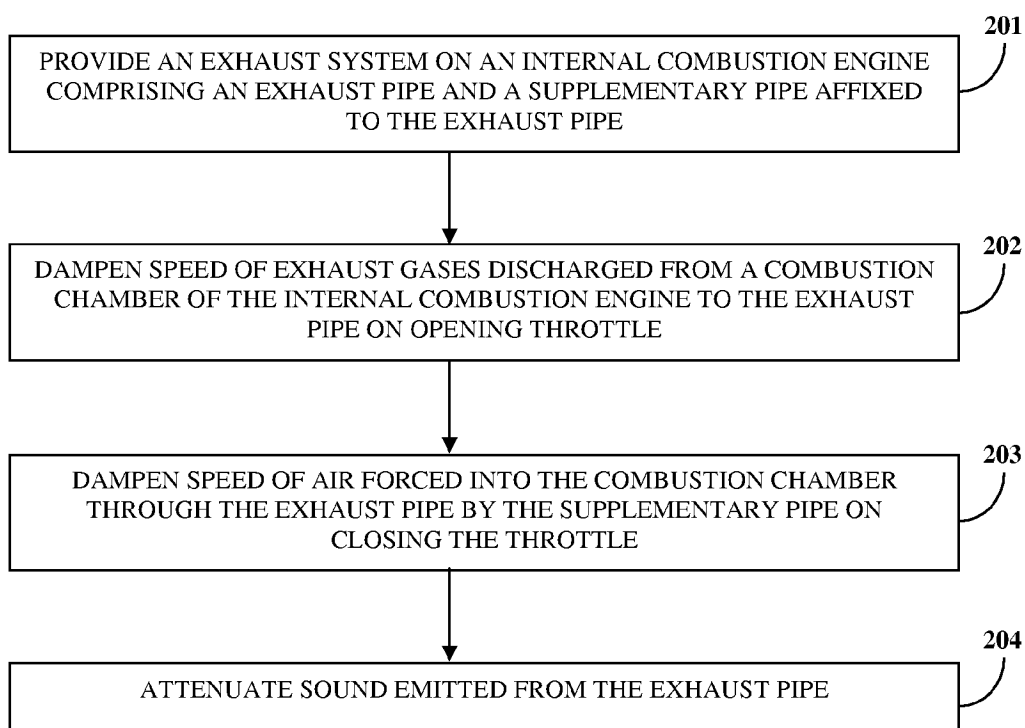 201
PROVIDE AN EXHAUST SYSTEM ON AN INTERNAL COMBUSTION ENGINE
COMPRISING AN EXHAUST PIPE AND A SUPPLEMENTARY PIPE AFFIXED
TO THE EXHAUST PIPE
202
DAMPEN SPEED OF EXHAUST GASES DISCHARGED FROM A COMBUSTION
CHAMBER OF THE INTERNAL COMBUSTION ENGINE TO THE EXHAUST
PIPE ON OPENING THROTTLE
203
DAMPEN SPEED OF AIR FORCED INTO THE COMBUSTION CHAMBER
THROUGH THE EXHAUST PIPE BY THE SUPPLEMENTARY PIPE ON
CLOSING THE THROTTLE
204
ATTENUATE SOUND EMITTED FROM THE EXHAUST PIPE